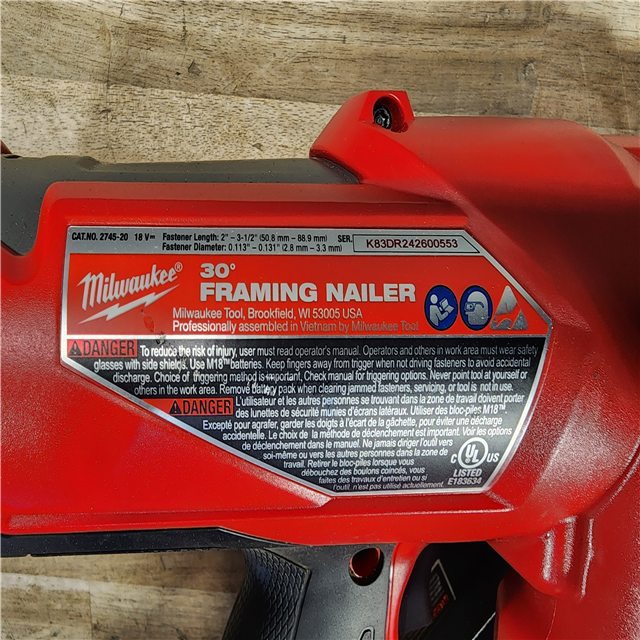 CAT.NO. 2745-20 18 V⎓ Fastener Length: 2" – 3-1/2" (50.8 mm – 88.9 mm) SER. K83DR242600553
Fastener Diameter: 0.113" - 0.131" (2.8 mm – 3.3 mm)
Milwaukee®
30°
FRAMING NAILER
Milwaukee Tool, Brookfield, WI 53005 USA
Professionally assembled in Vietnam by Milwaukee Tool
DANGER To reduce the risk of injury, user must read operator's manual. Operators and others in work area must wear safety
glasses with side shields. Use M18™ batteries. Keep fingers away from trigger when not driving fasteners to avoid accidental
discharge. Choice of triggering method is important, Check manual for triggering options. Never point tool at yourself or
others in the work area. Remove battery pack when clearing jammed fasteners, servicing, or tool is not in use.
DANGER L'utilisateur et les autres personnes se trouvant dans la zone de travail doivent porter
des lunettes de sécurité munies d'écrans latéraux. Utiliser des bloc-piles M18™.
Excepté pour agrafer, garder les doigts à l'écart de la gâchette, pour éviter une décharge
accidentelle. Le choix de la méthode de déclenchement est important. Voir les options
de déclenchement dans le manuel. Ne jamais diriger l'outil vers
soi-même ou vers les autres personnes dans la zone de
travail. Retirer le bloc-piles lorsque vous
débouchez des boulons coincés,
faites des travaux d'entretien ou si
l'outil n'est pas utilisé actuellement.
C UL US
LISTED
E183634